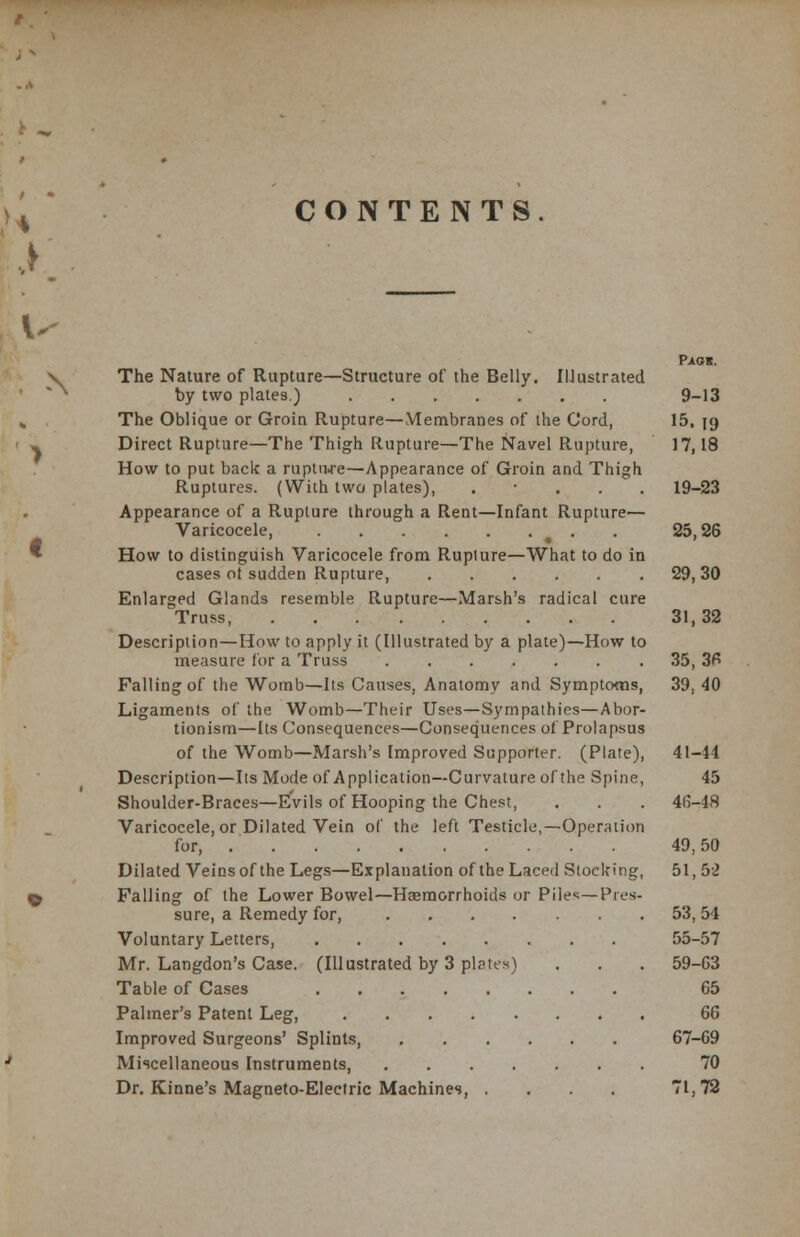 CONTENTS.
PAGE.
The Nature of Rupture—Structure of the Belly. Illustrated
by two plates.) . . . . . . . 9-13
The Oblique or Groin Rupture—Membranes of the Cord, 15, 19
Direct Rupture—The Thigh Rupture—The Navel Rupture, 17, 18
How to put back a rupture—Appearance of Groin and Thigh
Ruptures. (With two plates), . . . . . 19-23
Appearance of a Rupture through a Rent—Infant Rupture—
Varicocele, . . . . . . . . 25, 26
How to distinguish Varicocele from Rupture—What to do in
cases of sudden Rupture, . . . . . . 29, 30
Enlarged Glands resemble Rupture—Marsh's radical cure
Truss, . . . . . . . . . 31, 32
Description—How to apply it (Illustrated by a plate)—How to
measure for a Truss . . . . . . . 35, 36
Falling of the Womb—Its Causes, Anatomy and Symptoms, 39, 40
Ligaments of the Womb—Their Uses—Sympathies—Abor-
tionism—Its Consequences—Consequences of Prolapsus
of the Womb—Marsh's Improved Supporter. (Plate), 41-44
Description—Its Mode of Application—Curvature of the Spine, 45
Shoulder-Braces—Evils of Hooping the Chest, . . . 46-48
Varicocele, or Dilated Vein of the left Testicle,—Operation
for, . . . . . . . . . . 49, 50
Dilated Veins of the Legs—Explanation of the Laced Stocking, 51, 52
Falling of the Lower Bowel—Hæmorrhoids or Piles—Pres-
sure, a Remedy for, . . . . . . . 53, 54
Voluntary Letters, . . . . . . . . 55-57
Mr. Langdon's Case. (Illustrated by 3 plates) . . . 59-63
Table of Cases . . . . . . . . 65
Palmer's Patent Leg, . . . . . . . . 66
Improved Surgeons' Splints, . . . . . . 67-69
Miscellaneous Instruments, . . . . . . . 70
Dr. Kinne's Magneto-Electric Machines, . . . . 71, 72